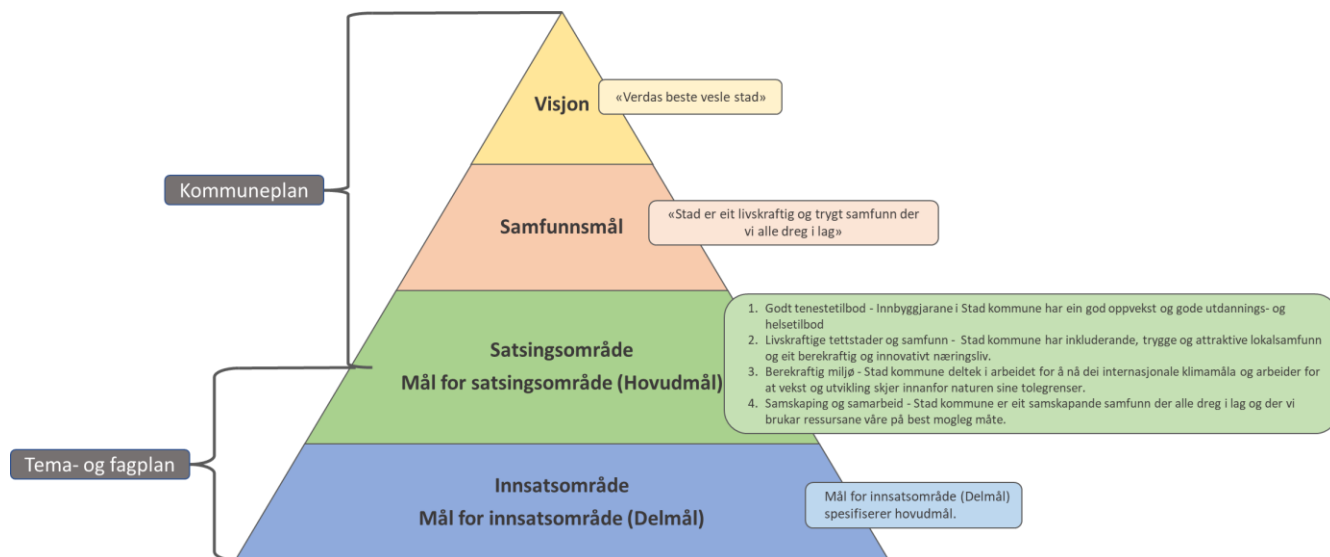 Visjon
«Verdas beste vesle stad»
Kommuneplan
Samfunnsmål
«Stad er eit livskraftig og trygt samfunn der
vi alle dreg i lag»
Satsingsområde
Mål for satsingsområde (Hovudmål)
1. Godt tenestetilbod - Innbyggjarane i Stad kommune har ein god oppvekst og gode utdannings- og
helsetilbod
2. Livskraftige tettstader og samfunn - Stad kommune har inkluderande, trygge og attraktive lokalsamfunn
og eit berekraftig og innovativt næringsliv.
3. Berekraftig miljø - Stad kommune deltek i arbeidet for å nå dei internasjonale klimamåla og arbeider for
at vekst og utvikling skjer innanfor naturen sine tolegrenser.
4. Samskaping og samarbeid - Stad kommune er eit samskapande samfunn der alle dreg i lag og der vi
brukar ressursane våre på best mogleg måte.
Tema- og fagplan
Innsatsområde
Mål for innsatsområde (Delmål)
Mål for innsatsområde (Delmål)
spesifiserer hovudmål.